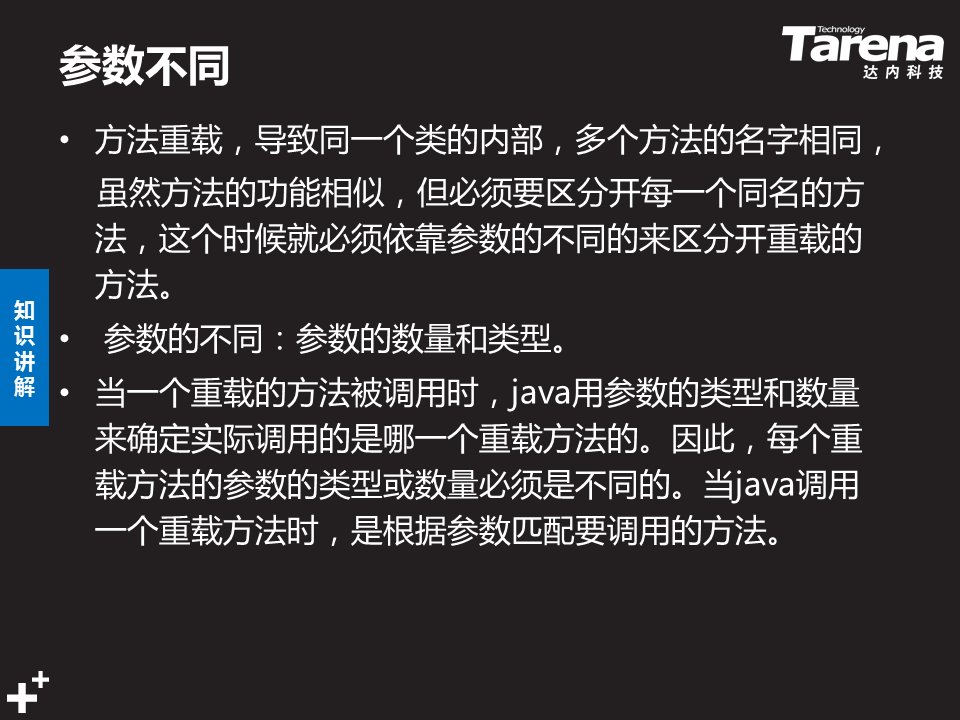 参数不同
Technology
Tarena
达内科技
• 方法重载，导致同一个类的内部，多个方法的名字相同，
虽然方法的功能相似，但必须要区分开每一个同名的方
法，这个时候就必须依靠参数的不同的来区分开重载的
方法。
• 参数的不同：参数的数量和类型。
• 当一个重载的方法被调用时，java用参数的类型和数量
来确定实际调用的是哪一个重载方法的。因此，每个重
载方法的参数的类型或数量必须是不同的。当java调用
一个重载方法时，是根据参数匹配要调用的方法。
知
识
讲
解